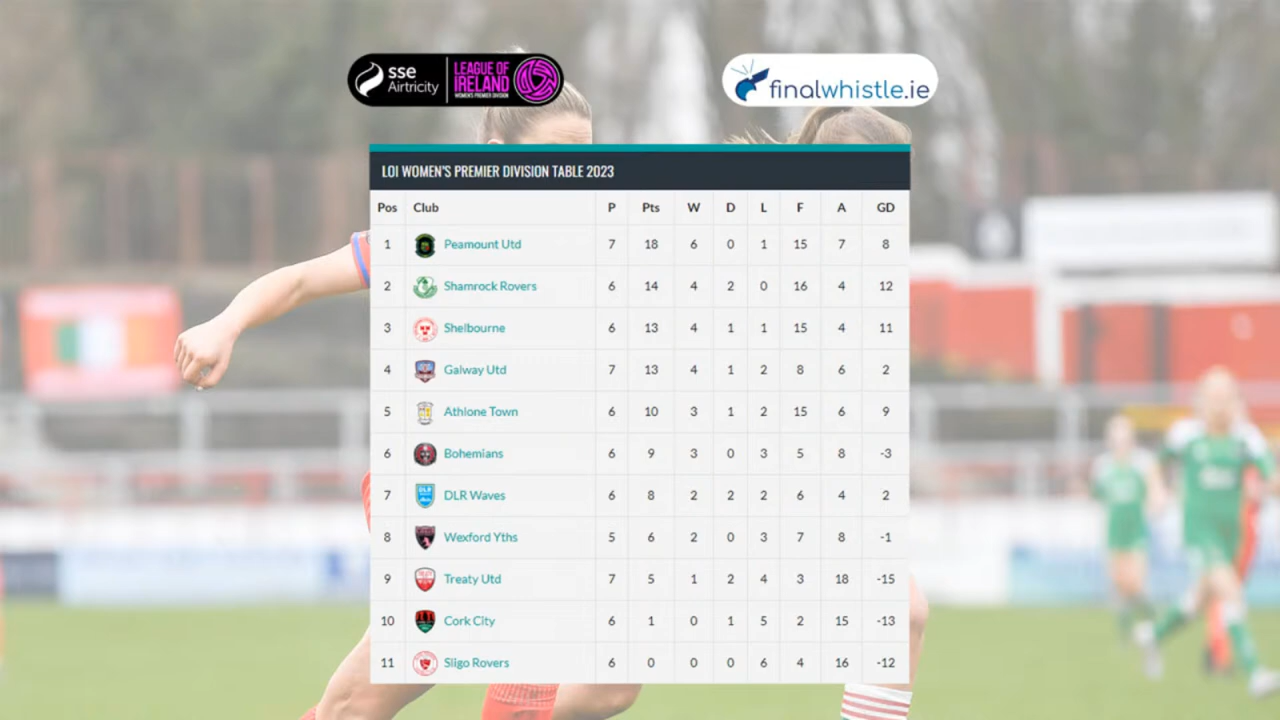 sse
Airtricity
LEAGUE OF
IRELAND
WOMEN'S PREMIER DIVISION
finalwhistle.ie
LOI WOMEN'S PREMIER DIVISION TABLE 2023
Pos Club P Pts W D L F A GD
1 Peamount Utd 7 18 6 0 1 15 7 8
2 Shamrock Rovers 6 14 4 2 0 16 4 12
3 Shelbourne 6 13 4 1 1 15 4 11
4 Galway Utd 7 13 4 1 2 8 6 2
5 Athlone Town 6 10 3 1 2 15 6 9
6 Bohemians 6 9 3 0 3 5 8 -3
7 DLR Waves 6 8 2 2 2 6 4 2
8 Wexford Yths 5 6 2 0 3 7 8 -1
9 Treaty Utd 7 5 1 2 4 3 18 -15
10 Cork City 6 1 0 1 5 2 15 -13
11 Sligo Rovers 6 0 0 0 6 4 16 -12